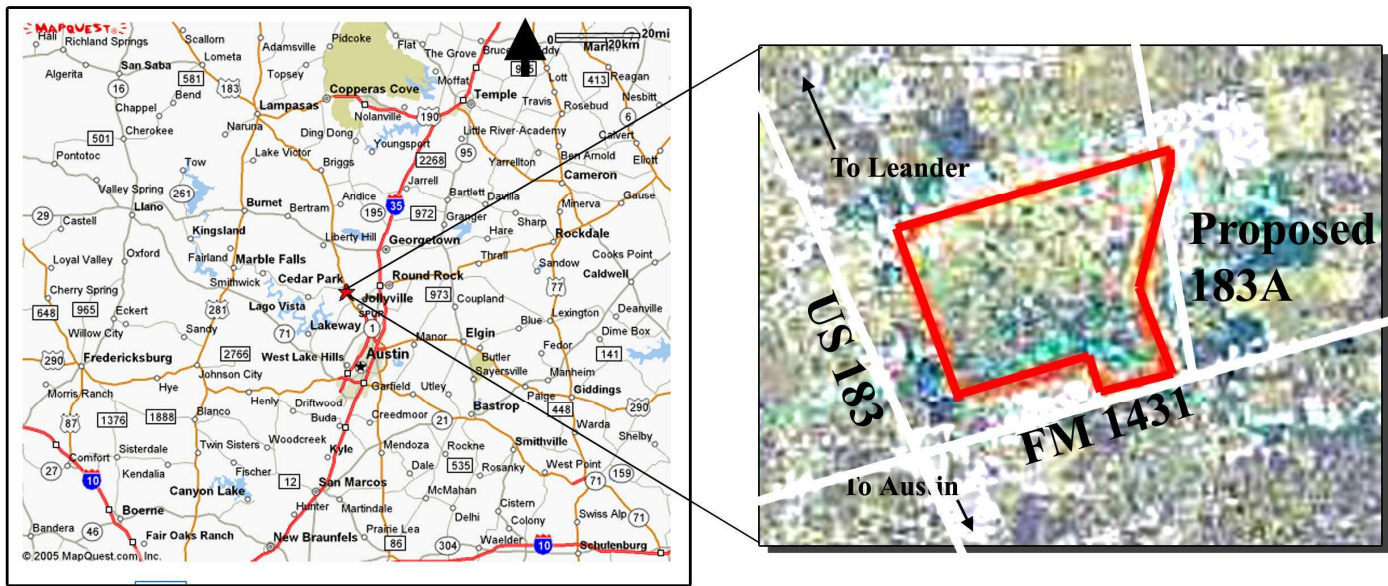 MAPQUEST
20mi
0
20km
Hall
Richland Springs
Scallorn
Lometa
Adamsville
Pidcoke
Flat
The Grove
Algerita
San Saba
581
183
Topsey
Moffat
Lott
413
Reagan
16
Bend
Copperas Cove
Temple
Travis
Nesbitt
Chappel
Lampasas
Nolanville
190
Rosebud
6
Cherokee
Naruna
Ding Dong
Little River-Academy
Calvert
501
Youngsport
95
Ben Arnold
Elliott
Pontotoc
Tow
Lake Victor
Briggs
2268
Yarrellton
Cameron
Valley Spring
261
Andice
Jarrell
Bartlett
Davilla
Gause
29
Llano
Burnet
Bertram
195
35
972
Granger
Minerva
Castell
Kingsland
Liberty Hill
Georgetown
Hare
Sharp
Rockdale
Oxford
Fairland
Marble Falls
Thrall
Cooks Point
Loyal Valley
Smithwick
Cedar Park
Round Rock
Sandow
Caldwell
Cherry Spring
Jollyville
973
Coupland
77
648
965
Eckert
281
Lago Vista
SPUR
Lexington
Deanville
Willow City
Sandy
71
Lakeway
1
Manor
Elgin
Blue
Dime Box
290
Fredericksburg
2766
West Lake Hills
Austin
Butler
Fedor
141
Johnson City
Sayersville
Manheim
Morris Ranch
Hye
Garfield
Utley
Paige
Giddings
87
1376
1888
Blanco
Henly
Driftwood
Creedmoor
Bastrop
448
290
Buda
21
Warda
Sisterdale
Twin Sisters
Woodcreek
Kyle
Mendoza
Rockne
Smithville
Shelby
27
Comfort
Kendalia
Fischer
Dale
535
Rosanky
West Point
159
10
Canyon Lake
12
San Marcos
McMahan
71
Boerne
Hunter
Martindale
Cistern
Swiss Alp
71
Bandera
46
Fair Oaks Ranch
Prairie Lea
Delhi
Colony
New Braunfels
86
304
Waelder
10
Schulenburg
© 2005 MapQuest.com, Inc.
To Leander
Proposed
183A
US 183
FM 1431
To Austin